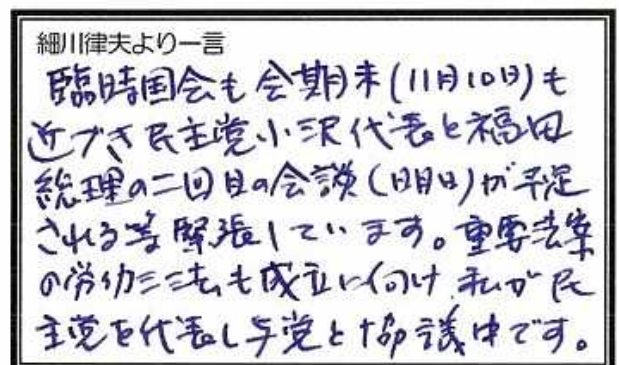 細川律夫より一言
臨時国会も会期末(11月10日)も
近づき民主党小沢代表と福田
総理の二回目の会談(明日)が予定
される等緊張しています。重要法案
の労働三法も成立に向け私が民
主党を代表し与党と協議中です。